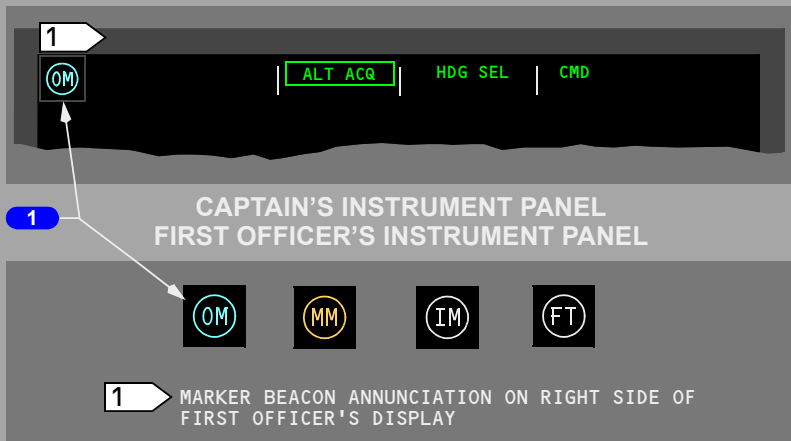 1
OM
ALT ACQ HDG SEL CMD
CAPTAIN’S INSTRUMENT PANEL
1
FIRST OFFICER’S INSTRUMENT PANEL
OM MM IM FT
1 MARKER BEACON ANNUNCIATION ON RIGHT SIDE OF
FIRST OFFICER'S DISPLAY